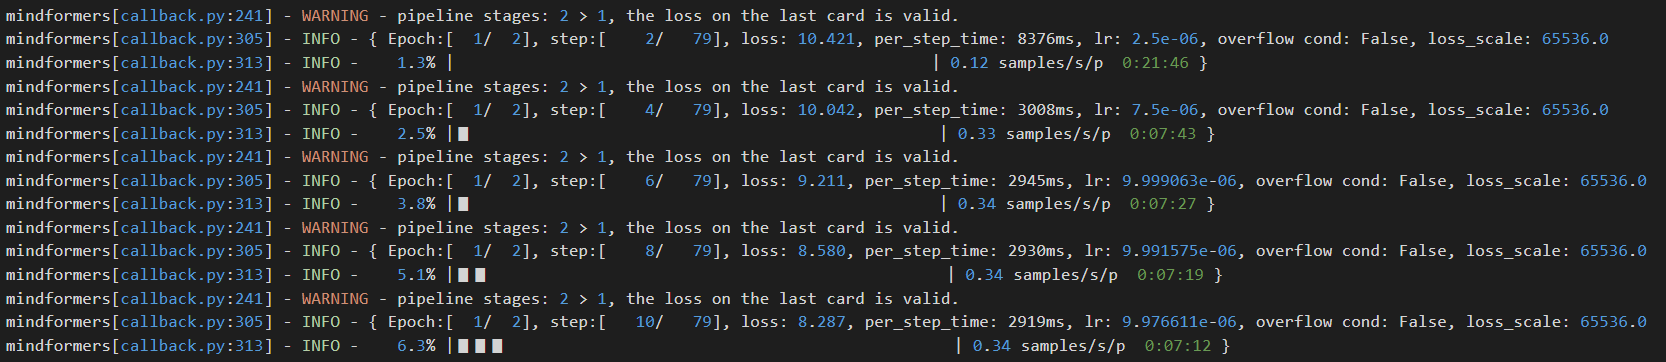 mindformers[callback.py:241] - WARNING - pipeline stages: 2 > 1, the loss on the last card is valid.
mindformers[callback.py:305] - INFO - { Epoch:[  1/  2], step:[    2/   79], loss: 10.421, per_step_time: 8376ms, lr: 2.5e-06, overflow cond: False, loss_scale: 65536.0
mindformers[callback.py:313] - INFO -    1.3% |                                                  | 0.12 samples/s/p  0:21:46 }
mindformers[callback.py:241] - WARNING - pipeline stages: 2 > 1, the loss on the last card is valid.
mindformers[callback.py:305] - INFO - { Epoch:[  1/  2], step:[    4/   79], loss: 10.042, per_step_time: 3008ms, lr: 7.5e-06, overflow cond: False, loss_scale: 65536.0
mindformers[callback.py:313] - INFO -    2.5% |█                                                 | 0.33 samples/s/p  0:07:43 }
mindformers[callback.py:241] - WARNING - pipeline stages: 2 > 1, the loss on the last card is valid.
mindformers[callback.py:305] - INFO - { Epoch:[  1/  2], step:[    6/   79], loss: 9.211, per_step_time: 2945ms, lr: 9.999063e-06, overflow cond: False, loss_scale: 65536.0
mindformers[callback.py:313] - INFO -    3.8% |█                                                 | 0.34 samples/s/p  0:07:27 }
mindformers[callback.py:241] - WARNING - pipeline stages: 2 > 1, the loss on the last card is valid.
mindformers[callback.py:305] - INFO - { Epoch:[  1/  2], step:[    8/   79], loss: 8.580, per_step_time: 2930ms, lr: 9.991575e-06, overflow cond: False, loss_scale: 65536.0
mindformers[callback.py:313] - INFO -    5.1% |██                                                | 0.34 samples/s/p  0:07:19 }
mindformers[callback.py:241] - WARNING - pipeline stages: 2 > 1, the loss on the last card is valid.
mindformers[callback.py:305] - INFO - { Epoch:[  1/  2], step:[   10/   79], loss: 8.287, per_step_time: 2919ms, lr: 9.976611e-06, overflow cond: False, loss_scale: 65536.0
mindformers[callback.py:313] - INFO -    6.3% |███                                               | 0.34 samples/s/p  0:07:12 }